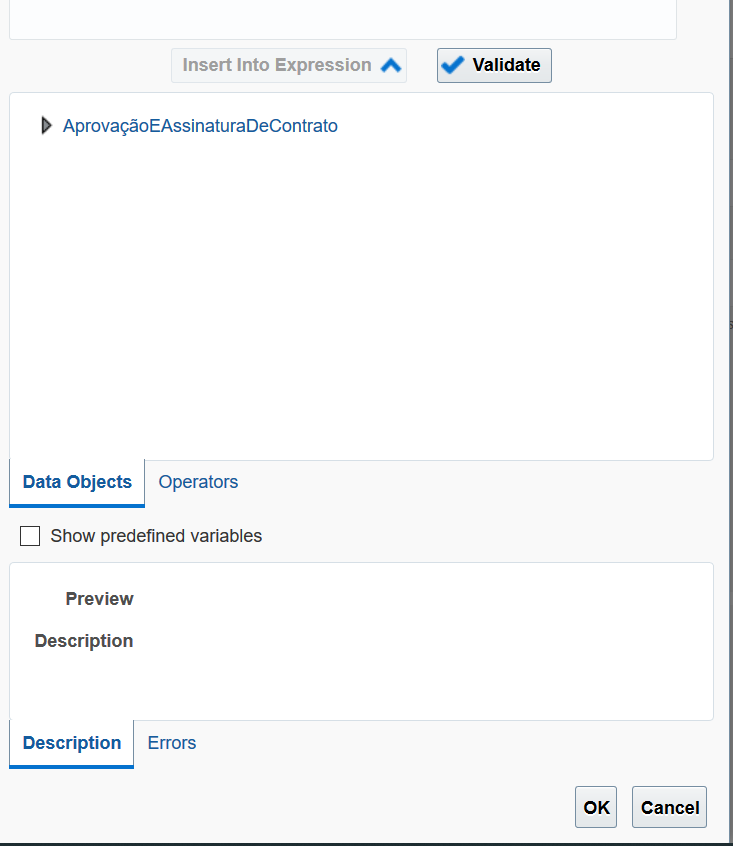 Insert Into Expression
Validate
AprovaçãoEAssinaturaDeContrato
Data Objects
Operators
Show predefined variables
Preview
Description
Description
Errors
OK
Cancel